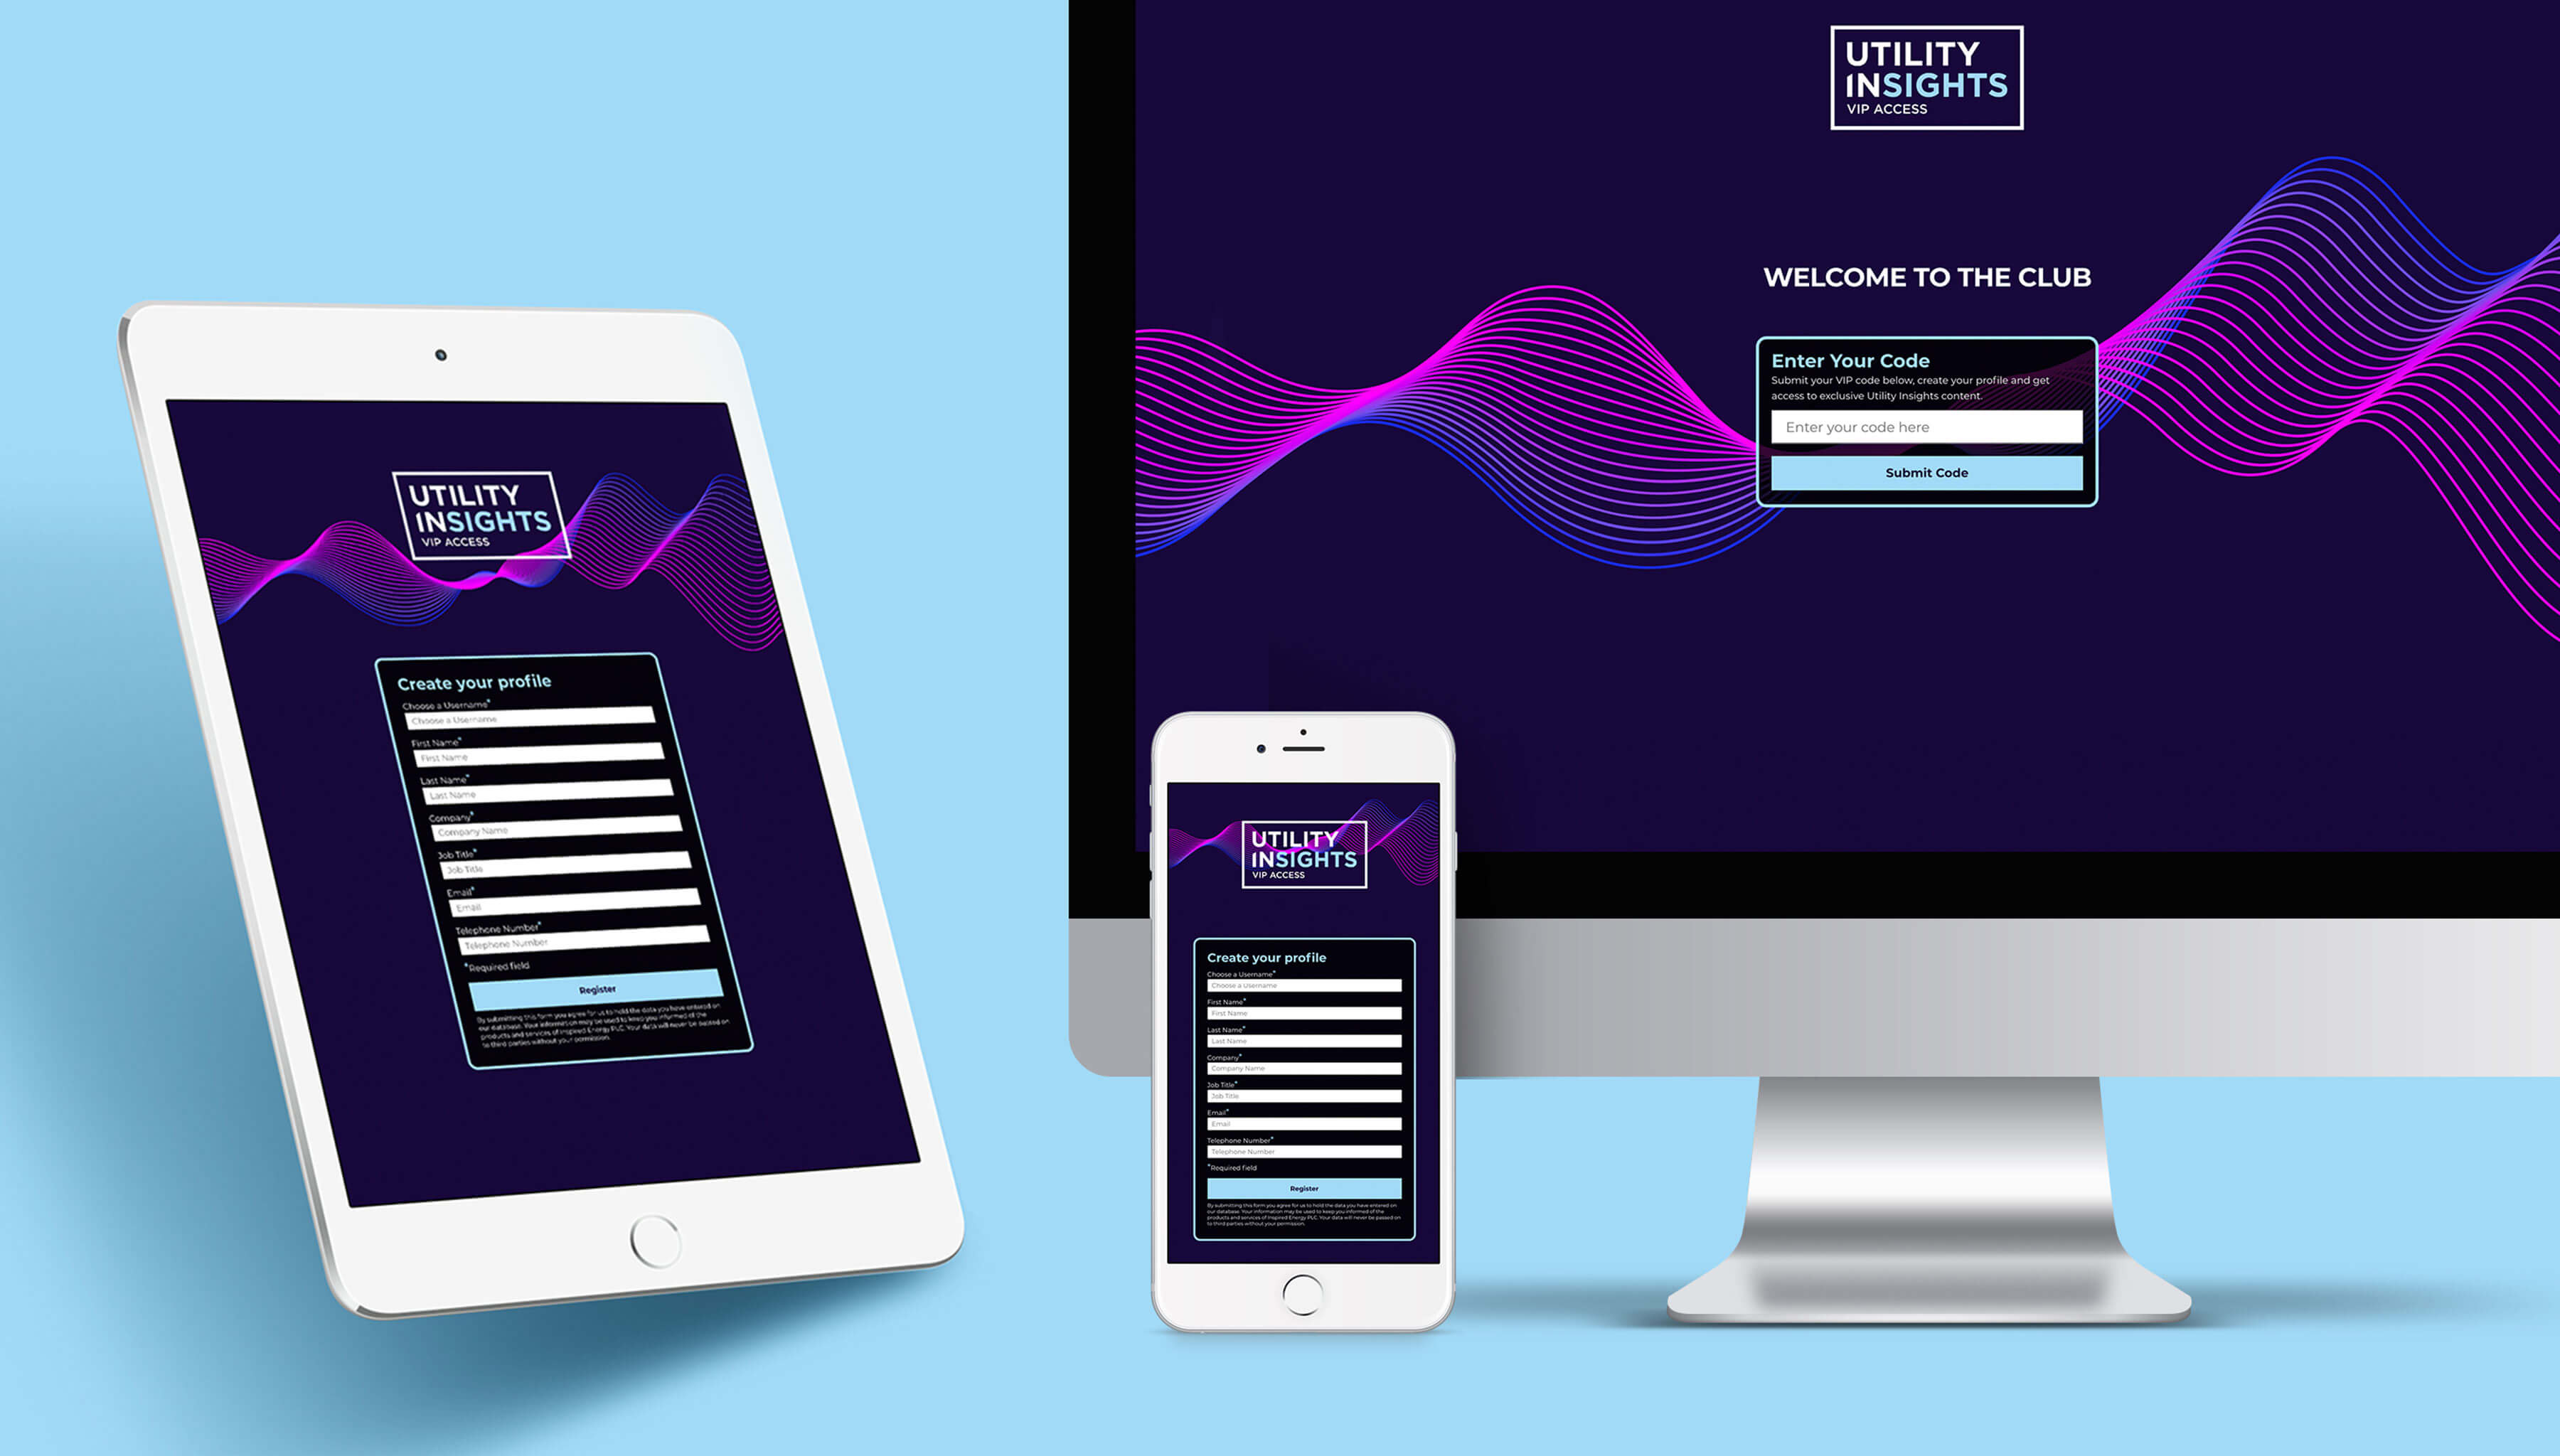 UTILITY
INSIGHTS
VIP ACCESS
Create your profile
Choose a Username*
Choose a Username
First Name*
First Name
Last Name*
Last Name
Company*
Company Name
Job Title*
Job Title
Email*
Email
Telephone Number*
Telephone Number
*Required field
Register
By submitting this form you agree for us to hold the data you have entered on
our database. Your information may be used to keep you informed of the
products and services of Inspired Energy PLC. Your data will never be passed on
to third parties without your permission.
UTILITY
INSIGHTS
VIP ACCESS
WELCOME TO THE CLUB
Enter Your Code
Submit your VIP code below, create your profile and get
access to exclusive Utility Insights content.
Enter your code here
Submit Code
UTILITY
INSIGHTS
VIP ACCESS
Create your profile
Choose a Username*
Choose a Username
First Name*
First Name
Last Name*
Last Name
Company*
Company Name
Job Title*
Job Title
Email*
Email
Telephone Number*
Telephone Number
*Required field
Register
By submitting this form you agree for us to hold the data you have entered on
our database. Your information may be used to keep you informed of the
products and services of Inspired Energy PLC. Your data will never be passed on
to third parties without your permission.